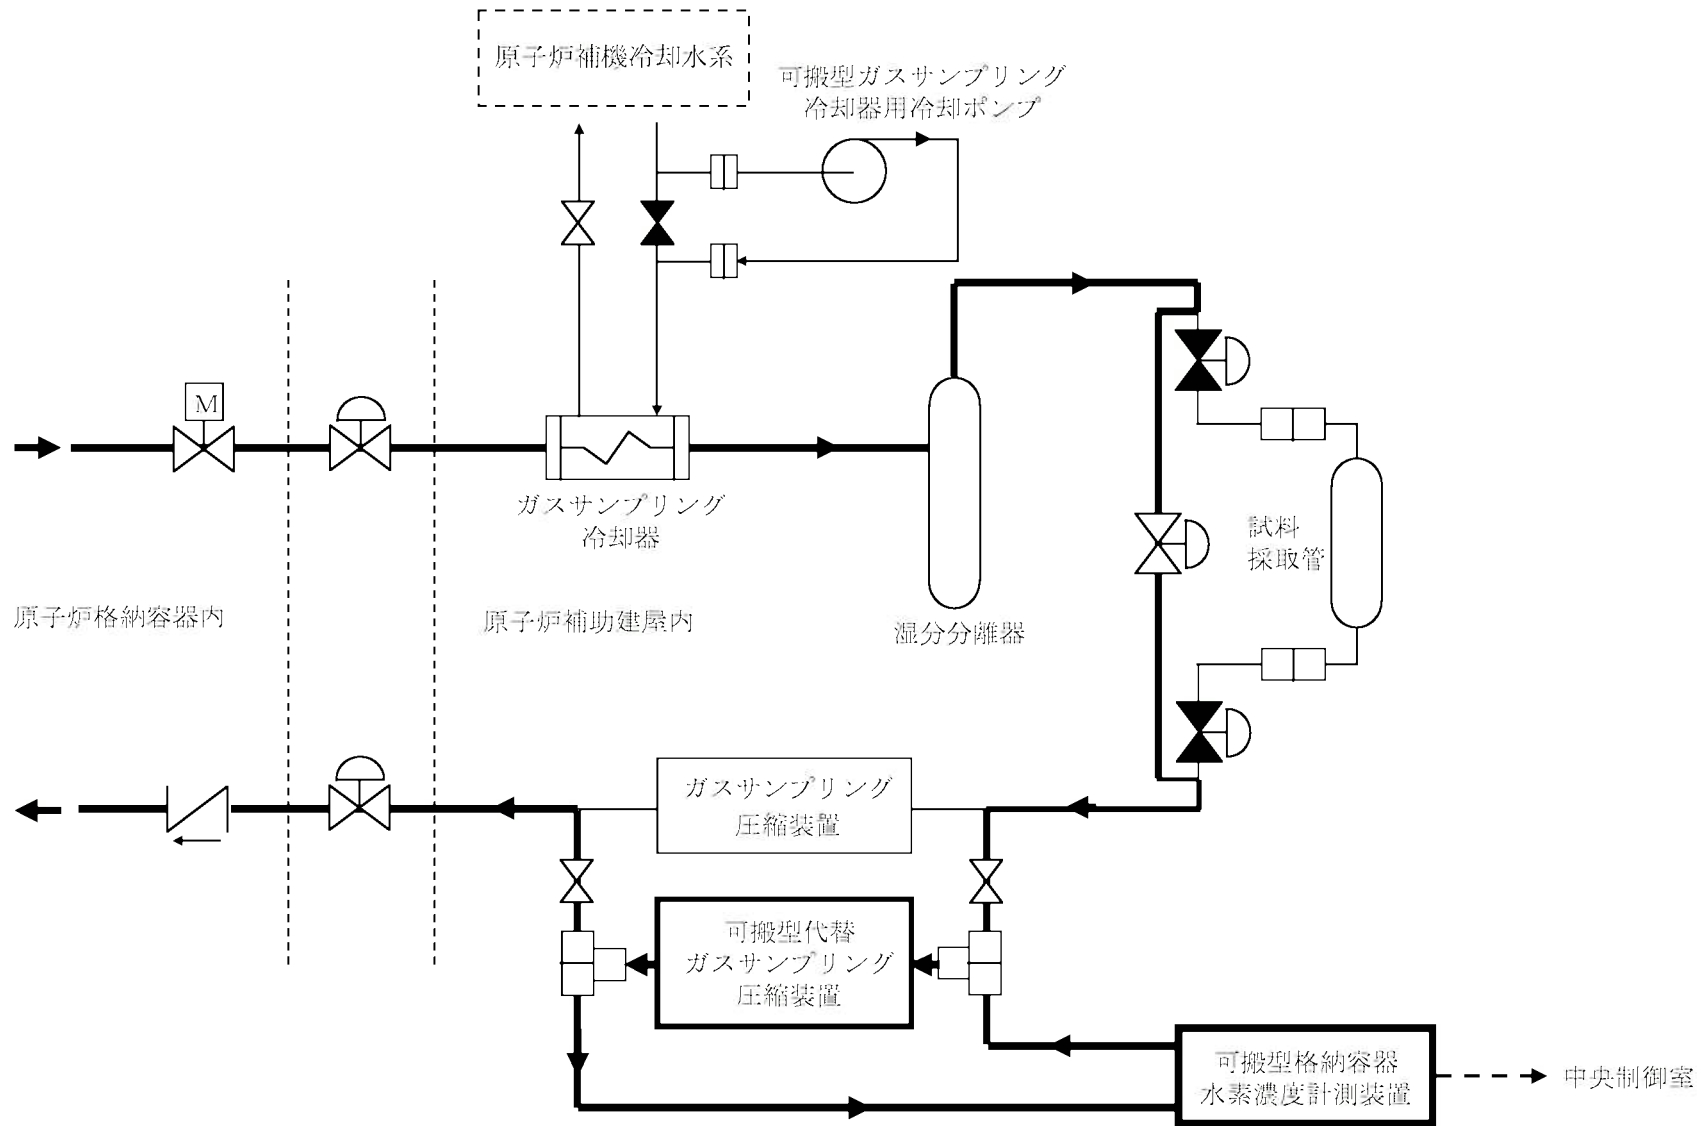 原子炉補機冷却水系
可搬型ガスサンプリング
冷却器用冷却ポンプ
M
ガスサンプリング
冷却器
試料
採取管
原子炉格納容器内
原子炉補助建屋内
湿分分離器
ガスサンプリング
圧縮装置
可搬型代替
ガスサンプリング
圧縮装置
可搬型格納容器
水素濃度計測装置
中央制御室